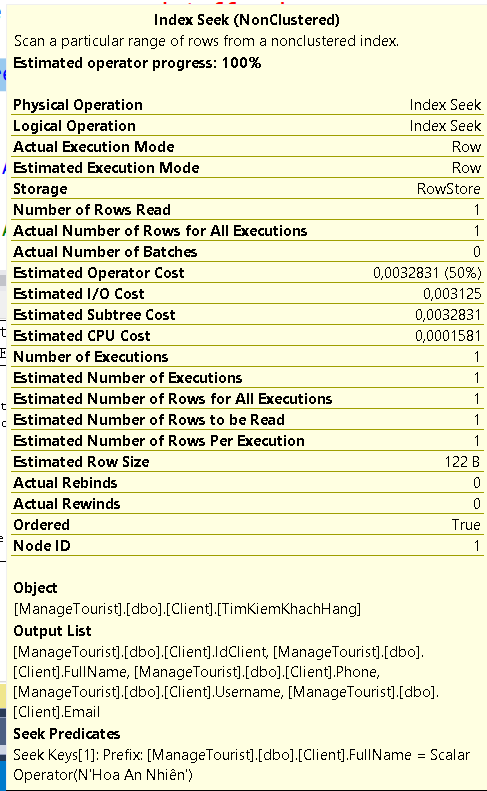 Index Seek (NonClustered)
Scan a particular range of rows from a nonclustered index.
Estimated operator progress: 100%
Physical Operation Index Seek
Logical Operation Index Seek
Actual Execution Mode Row
Estimated Execution Mode Row
Storage RowStore
Number of Rows Read 1
Actual Number of Rows for All Executions 1
Actual Number of Batches 0
Estimated Operator Cost 0,0032831 (50%)
Estimated I/O Cost 0,003125
Estimated Subtree Cost 0,0032831
Estimated CPU Cost 0,0001581
Number of Executions 1
Estimated Number of Executions 1
Estimated Number of Rows for All Executions 1
Estimated Number of Rows to be Read 1
Estimated Number of Rows Per Execution 1
Estimated Row Size 122 B
Actual Rebinds 0
Actual Rewinds 0
Ordered True
Node ID 1
Object
[ManageTourist].[dbo].[Client].[TimKiemKhachHang]
Output List
[ManageTourist].[dbo].[Client].IdClient, [ManageTourist].[dbo].
[Client].FullName, [ManageTourist].[dbo].[Client].Phone,
[ManageTourist].[dbo].[Client].Username, [ManageTourist].[dbo].
[Client].Email
Seek Predicates
Seek Keys[1]: Prefix: [ManageTourist].[dbo].[Client].FullName = Scalar
Operator(N'Hoa An Nhiên')